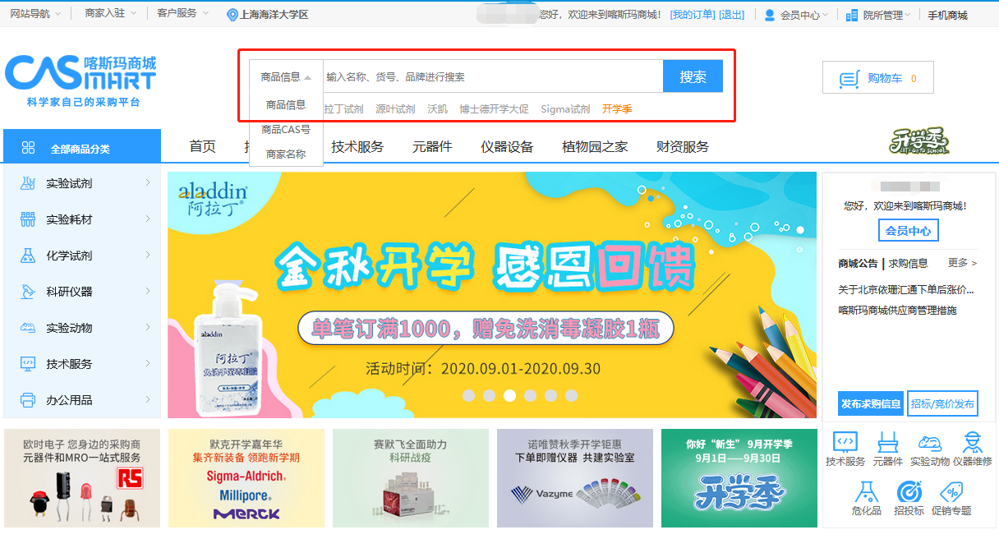 网站导航 商家入驻 客户服务 上海海洋大学区 您好，欢迎来到喀斯玛商城! [我的订单] [退出] 会员中心 院所管理 手机商城
CASMART 喀斯玛商城
科学家自己的采购平台
商品信息 输入名称、货号、品牌进行搜索 搜索
购物车 0
商品信息 拉丁试剂 源叶试剂 沃凯 博士德开学大促 Sigma试剂 开学季
商品CAS号
商家名称
全部商品分类 首页 技术服务 元器件 仪器设备 植物园之家 财资服务
开学季
LET'S GO TO SCHOOL
实验试剂
实验耗材
化学试剂
科研仪器
实验动物
技术服务
办公用品
aladdin
阿拉丁®
金秋开学 感恩回馈
单笔订满1000，赠免洗消毒凝胶1瓶
活动时间：2020.09.01-2020.09.30
aladdin
阿拉丁
免洗手消毒凝胶
您好，欢迎来到喀斯玛商城!
会员中心
商城公告 | 求购信息 更多 >
关于北京依珊汇通下单后涨价...
喀斯玛商城供应商管理措施
发布求购信息 招标/竞价发布
欧时电子 您身边的采购商
元器件和MRO一站式服务
RS
默克开学嘉年华
集齐新装备 领跑新学期
Sigma-Aldrich®
Millipore®
MERCK
赛默飞全面助力
科研战疫
诺唯赞秋季开学钜惠
下单即赠仪器 共建实验室
Vazyme
你好“新生” 9月开学季
9月1日——9月30日
开学季
技术服务 元器件 实验动物 仪器维修
危化品 招投标 促销专题